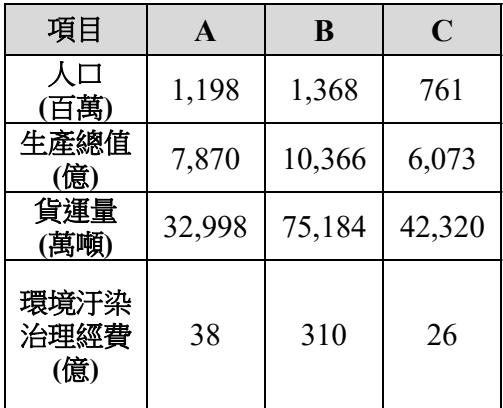 項目 A B C
人口
(百萬) 1,198 1,368 761
生產總值
(億) 7,870 10,366 6,073
貨運量
(萬噸) 32,998 75,184 42,320
環境汙染
治理經費
(億) 38 310 26